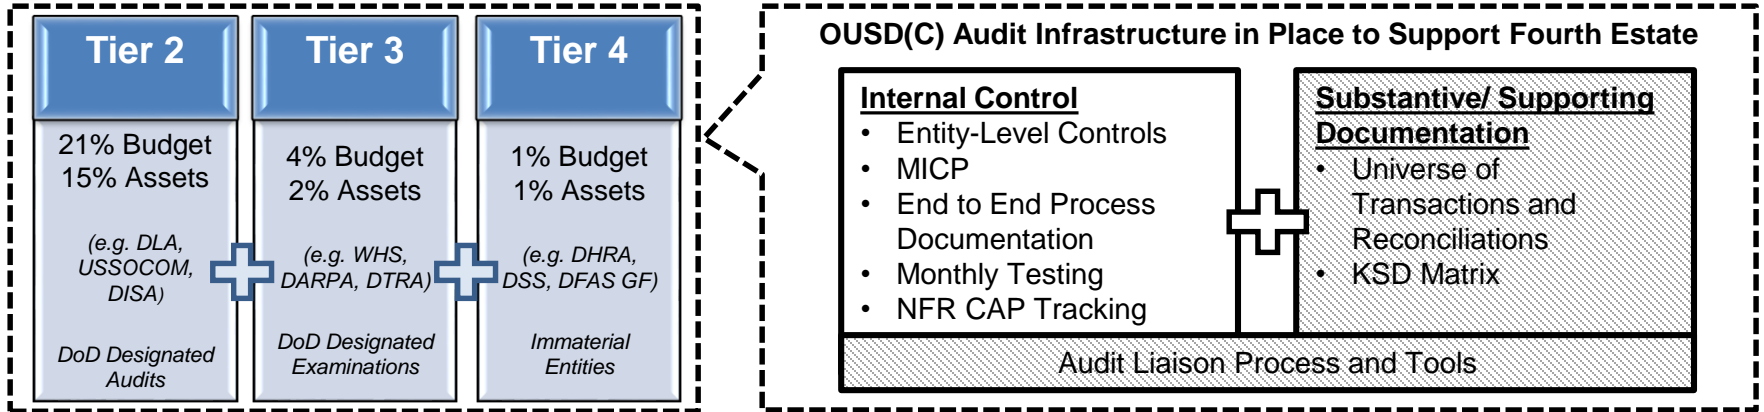 Tier 2
21% Budget
15% Assets
(e.g. DLA,
USSOCOM,
DISA)
DoD Designated
Audits
Tier 3
4% Budget
2% Assets
(e.g. WHS,
DARPA, DTRA)
DoD Designated
Examinations
Tier 4
1% Budget
1% Assets
(e.g. DHRA,
DSS, DFAS GF)
Immaterial
Entities
OUSD(C) Audit Infrastructure in Place to Support Fourth Estate
Internal Control
• Entity-Level Controls
• MICP
• End to End Process
Documentation
• Monthly Testing
• NFR CAP Tracking
Substantive/ Supporting
Documentation
• Universe of
Transactions and
Reconciliations
• KSD Matrix
Audit Liaison Process and Tools